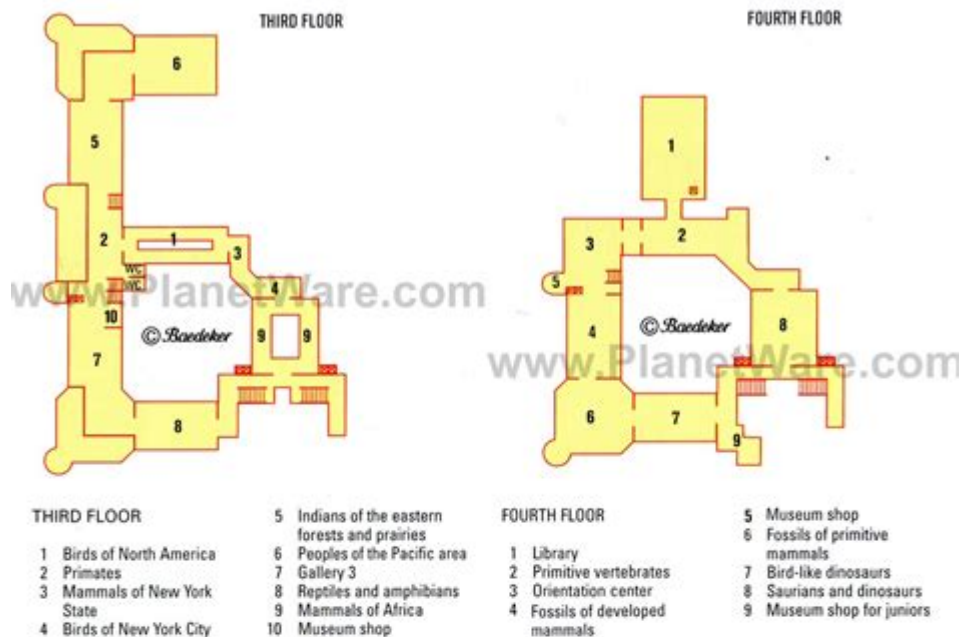 THIRD FLOOR
6
5
2
1
3
WC
WC
4
10
9
9
7
8
© Baedeker
www.PlanetWare.com
FOURTH FLOOR
1
3
2
5
4
8
6
7
9
© Baedeker
www.PlanetWare.com
THIRD FLOOR
1 Birds of North America
2 Primates
3 Mammals of New York
State
4 Birds of New York City
5 Indians of the eastern
forests and prairies
6 Peoples of the Pacific area
7 Gallery 3
8 Reptiles and amphibians
9 Mammals of Africa
10 Museum shop
FOURTH FLOOR
1 Library
2 Primitive vertebrates
3 Orientation center
4 Fossils of developed
mammals
5 Museum shop
6 Fossils of primitive
mammals
7 Bird-like dinosaurs
8 Saurians and dinosaurs
9 Museum shop for juniors